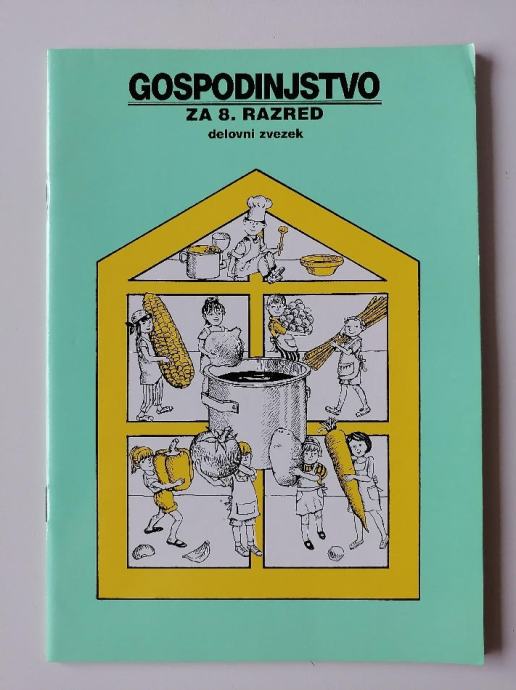 GOSPODINJSTVO
ZA 8. RAZRED
delovni zvezek